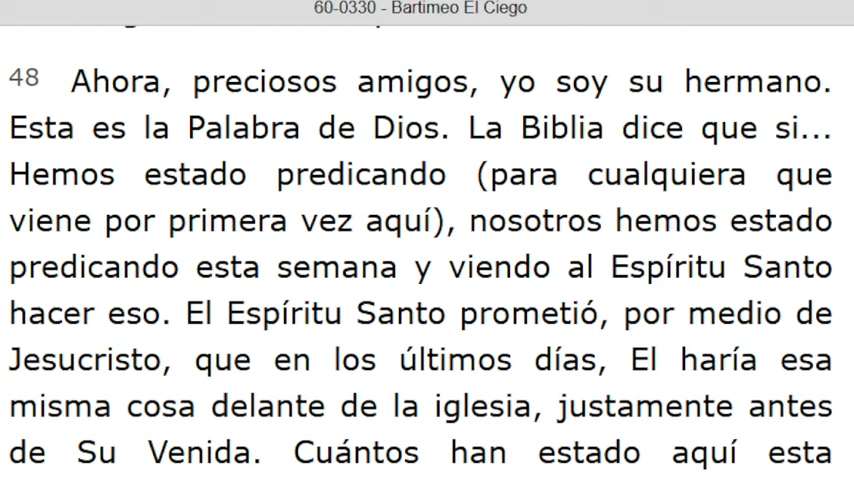 60-0330 - Bartimeo El Ciego
48 Ahora, preciosos amigos, yo soy su hermano.
Esta es la Palabra de Dios. La Biblia dice que si...
Hemos estado predicando (para cualquiera que
viene por primera vez aquí), nosotros hemos estado
predicando esta semana y viendo al Espíritu Santo
hacer eso. El Espíritu Santo prometió, por medio de
Jesucristo, que en los últimos días, El haría esa
misma cosa delante de la iglesia, justamente antes
de Su Venida. Cuántos han estado aquí esta